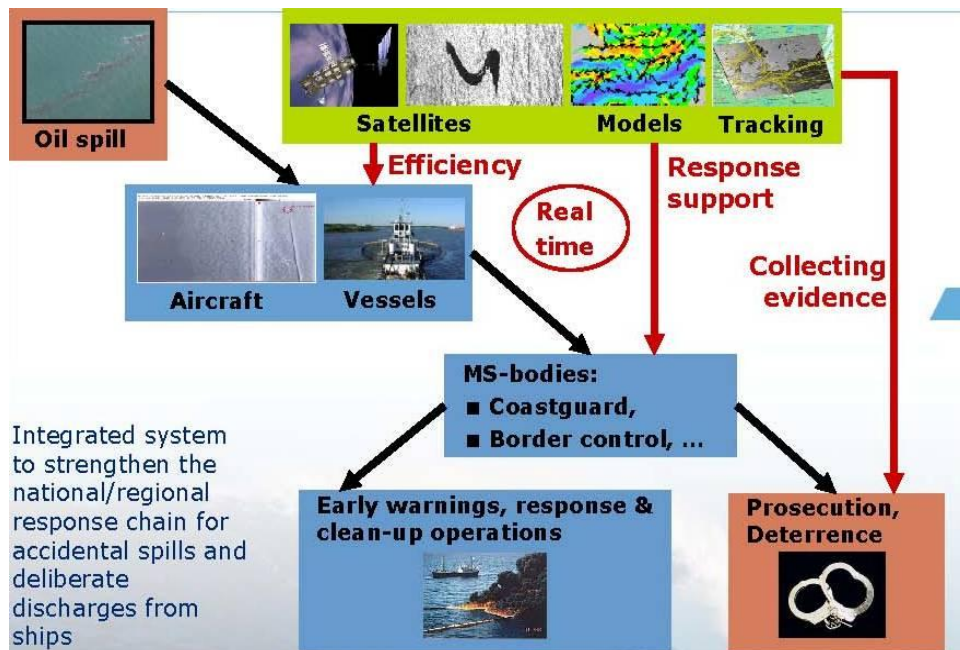 Oil spill
Satellites
Models
Tracking
Efficiency
Response
support
Real
time
Collecting
evidence
Aircraft
Vessels
MS-bodies:
▪ Coastguard,
▪ Border control, ...
Integrated system
to strengthen the
national/regional
response chain for
accidental spills and
deliberate
discharges from
ships
Early warnings, response &
clean-up operations
Prosecution,
Deterrence